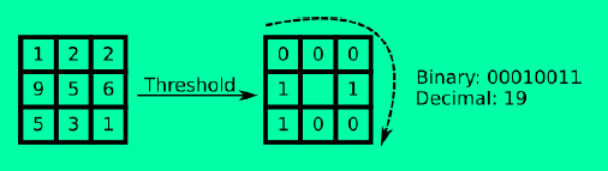 1 2 2
9 5 6
5 3 1
Threshold
0 0 0
1 1
1 0 0
Binary: 00010011
Decimal: 19